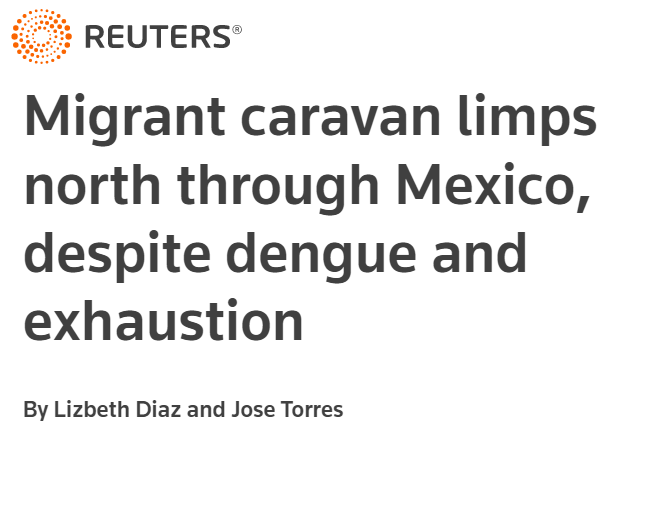 REUTERS®
Migrant caravan limps
north through Mexico,
despite dengue and
exhaustion
By Lizbeth Diaz and Jose Torres